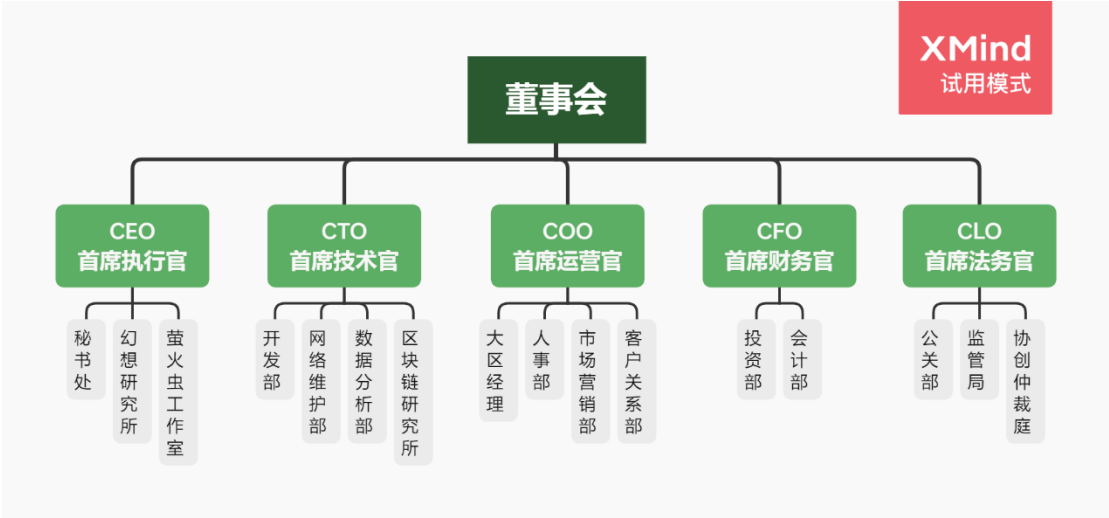 XMind
试用模式
董事会
CEO
首席执行官
CTO
首席技术官
COO
首席运营官
CFO
首席财务官
CLO
首席法务官
秘书处
幻想研究所
萤火虫工作室
开发部
网络维护部
数据分析部
区块链研究所
大区经理
人事部
市场营销部
客户关系部
投资部
会计部
公关部
监管局
协创仲裁庭